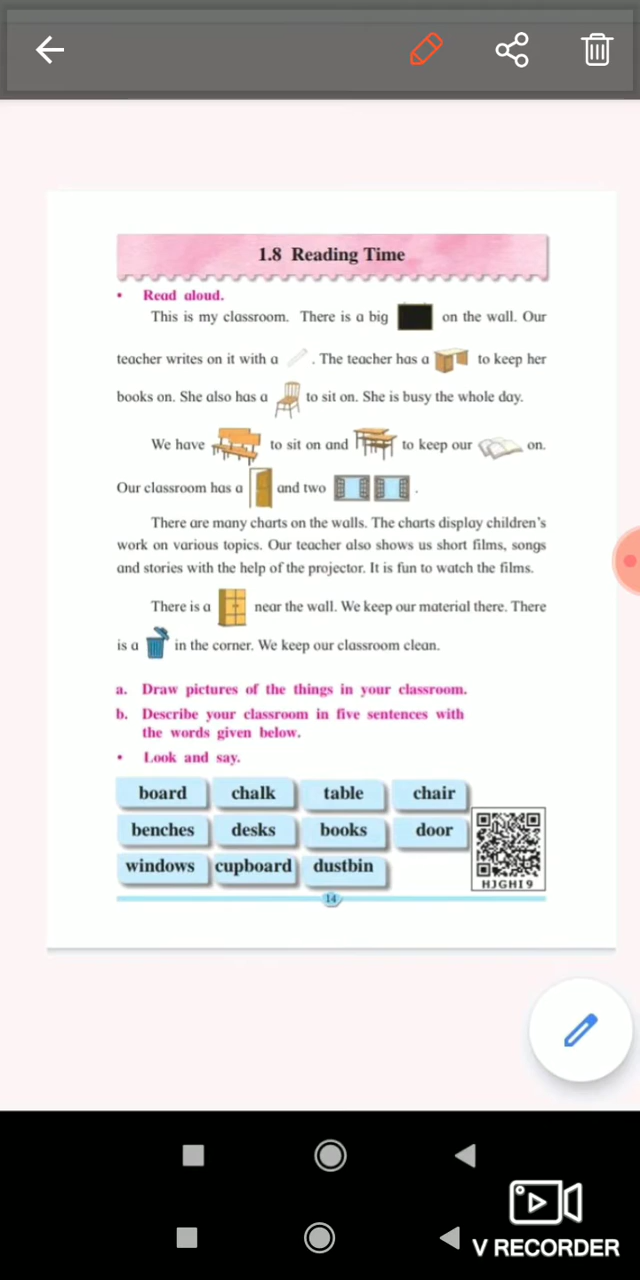 1.8 Reading Time
• Read aloud.
This is my classroom. There is a big on the wall. Our
teacher writes on it with a . The teacher has a to keep her
books on. She also has a to sit on. She is busy the whole day.
We have to sit on and to keep our on.
Our classroom has a and two .
There are many charts on the walls. The charts display children's
work on various topics. Our teacher also shows us short films, songs
and stories with the help of the projector. It is fun to watch the films.
There is a near the wall. We keep our material there. There
is a in the corner. We keep our classroom clean.
a. Draw pictures of the things in your classroom.
b. Describe your classroom in five sentences with
the words given below.
• Look and say.
board chalk table chair
benches desks books door
windows cupboard dustbin
HJGHI9
14
V RECORDER